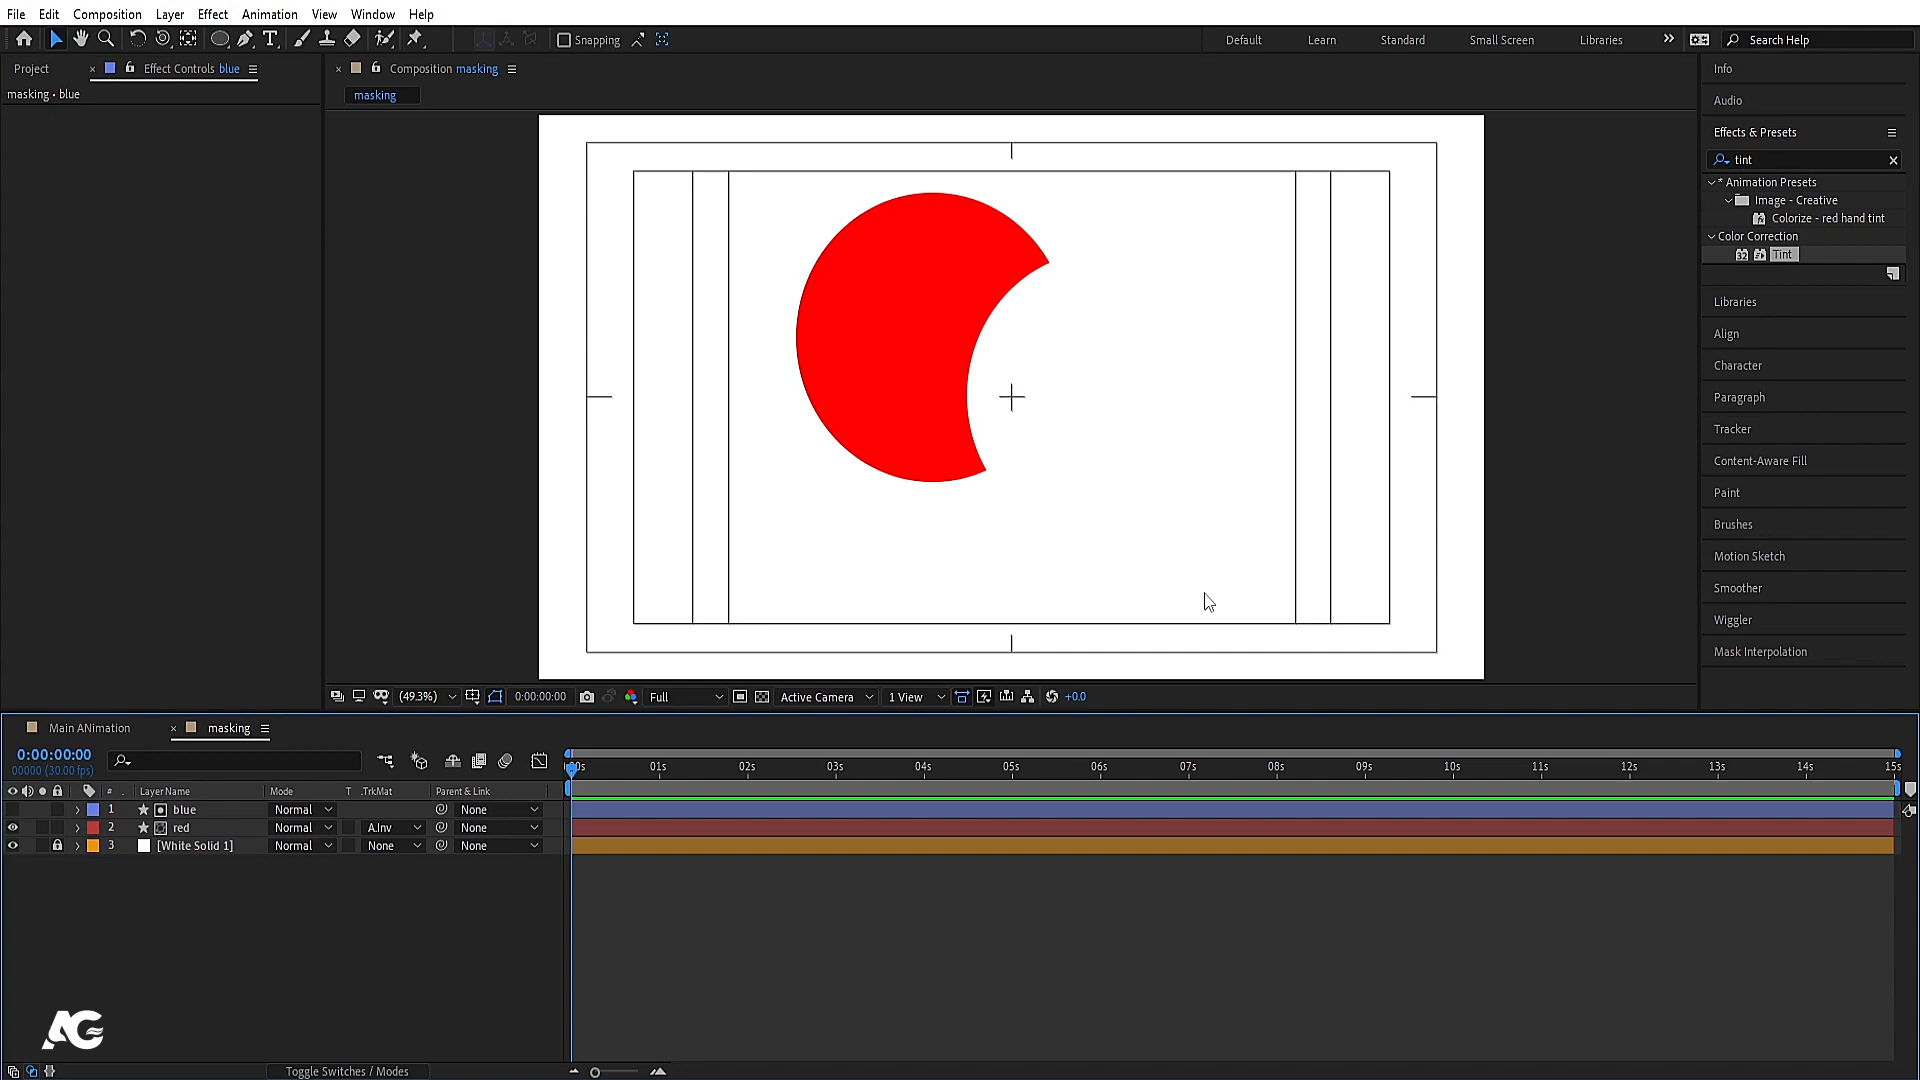 File Edit Composition Layer Effect Animation View Window Help
Snapping Default Learn Standard Small Screen Libraries Search Help
Project Effect Controls blue
masking • blue
Composition masking
masking
Info
Audio
Effects & Presets
tint
* Animation Presets
Image - Creative
Colorize - red hand tint
Color Correction
32 Tint
Libraries
Align
Character
Paragraph
Tracker
Content-Aware Fill
Paint
Brushes
Motion Sketch
Smoother
Wiggler
Mask Interpolation
(49.3%) 0:00:00:00 Full Active Camera 1 View +0.0
Main ANimation masking
0:00:00:00
00000 (30.00 fps)
00s 01s 02s 03s 04s 05s 06s 07s 08s 09s 10s 11s 12s 13s 14s 15s
# Layer Name Mode T .TrkMat Parent & Link
1 blue Normal None
2 red Normal A.Inv None
3 [White Solid 1] Normal None None
AG
Toggle Switches / Modes